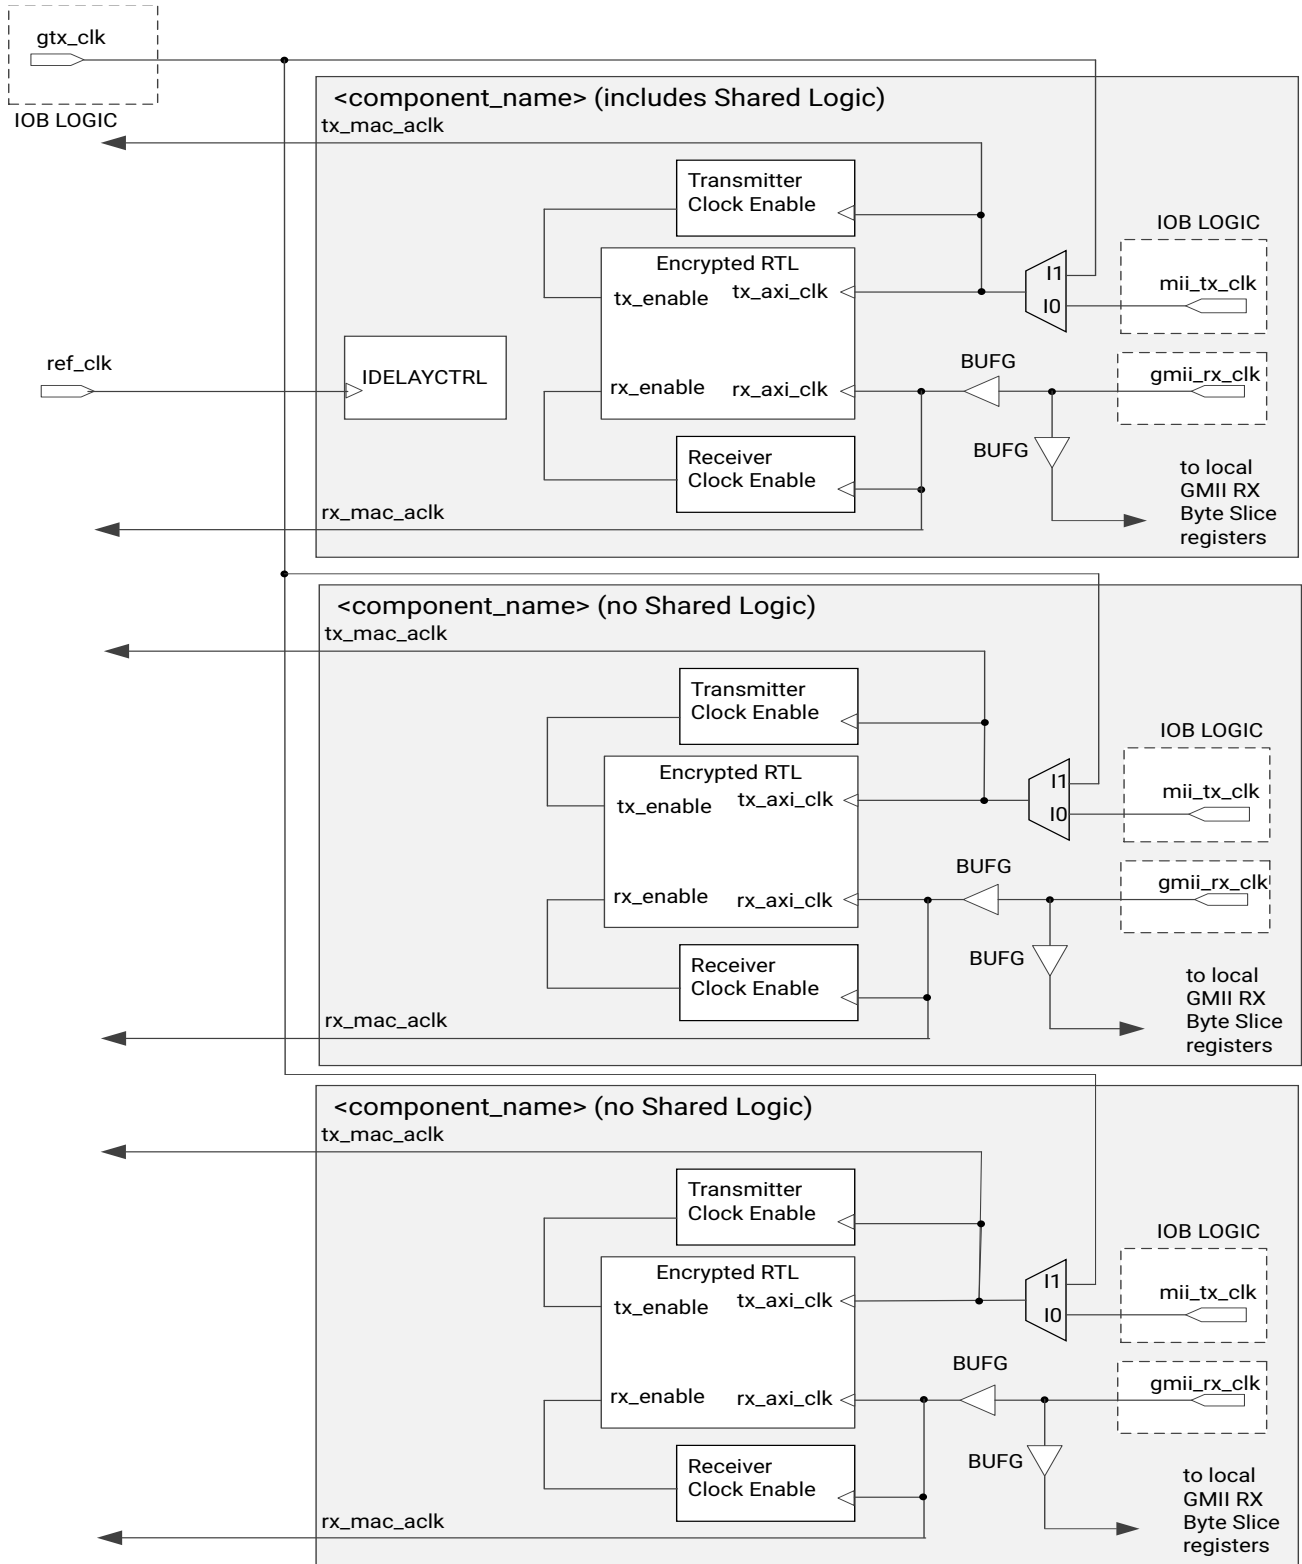 gtx_clk
IOB LOGIC
<component_name> (includes Shared Logic)
tx_mac_aclk
Transmitter
Clock Enable
IOB LOGIC
Encrypted RTL
I1
tx_enable
tx_axi_clk
mii_tx_clk
I0
ref_clk
IDELAYCTRL
BUFG
rx_enable
rx_axi_clk
gmii_rx_clk
BUFG
Receiver
Clock Enable
to local
GMII RX
Byte Slice
registers
rx_mac_aclk
<component_name> (no Shared Logic)
tx_mac_aclk
Transmitter
Clock Enable
IOB LOGIC
Encrypted RTL
I1
tx_enable
tx_axi_clk
mii_tx_clk
I0
BUFG
rx_enable
rx_axi_clk
gmii_rx_clk
BUFG
Receiver
Clock Enable
to local
GMII RX
Byte Slice
registers
rx_mac_aclk
<component_name> (no Shared Logic)
tx_mac_aclk
Transmitter
Clock Enable
IOB LOGIC
Encrypted RTL
I1
tx_enable
tx_axi_clk
mii_tx_clk
I0
BUFG
rx_enable
rx_axi_clk
gmii_rx_clk
BUFG
Receiver
Clock Enable
to local
GMII RX
Byte Slice
registers
rx_mac_aclk